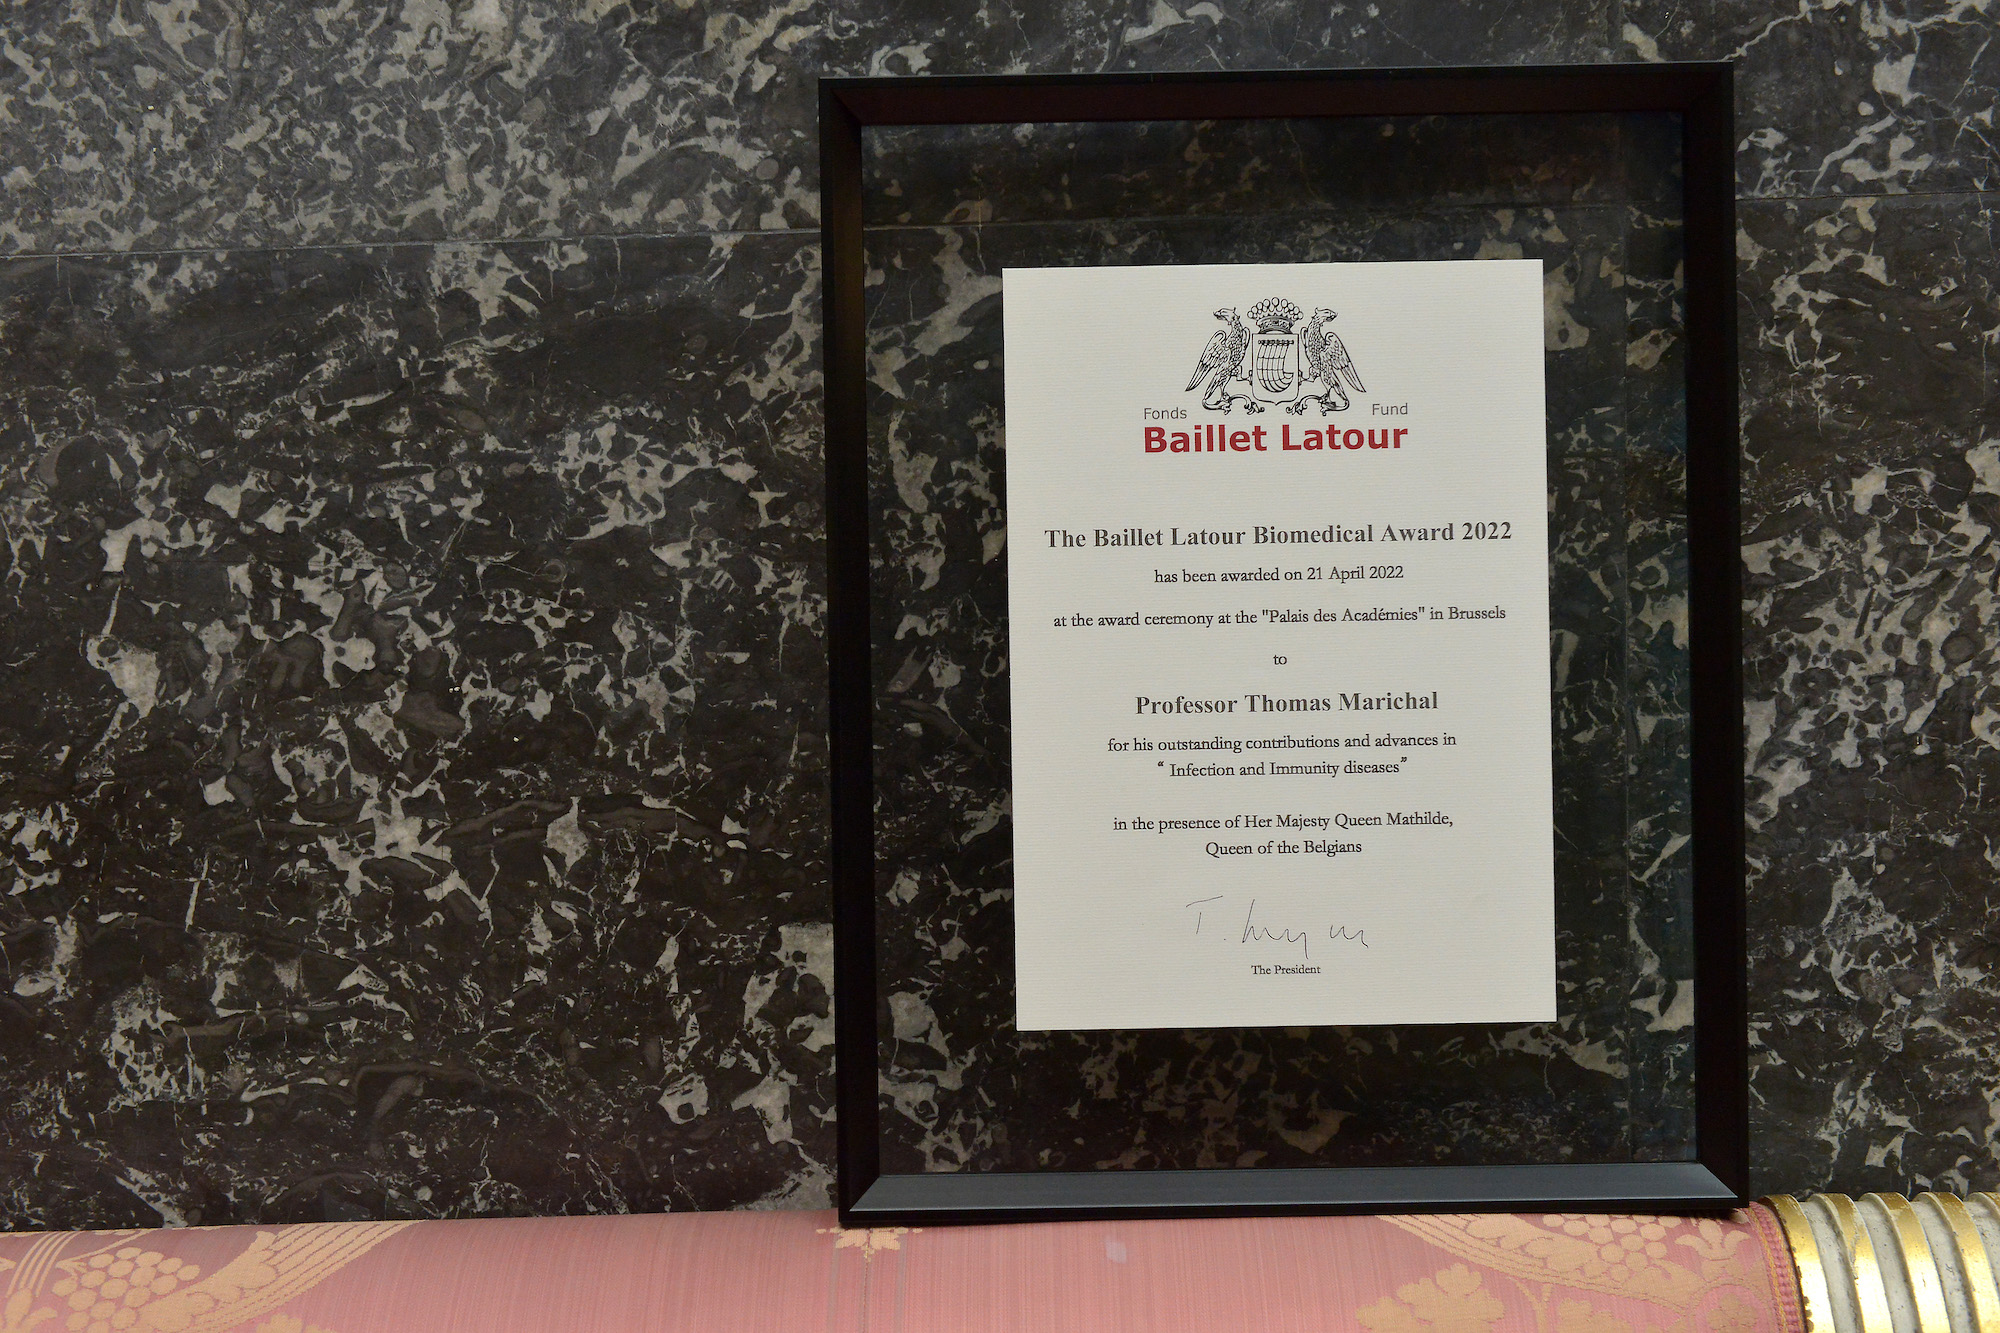 Fonds Fund
Baillet Latour
The Baillet Latour Biomedical Award 2022
has been awarded on 21 April 2022
at the award ceremony at the "Palais des Académies" in Brussels
to
Professor Thomas Marichal
for his outstanding contributions and advances in
“ Infection and Immunity diseases”
in the presence of Her Majesty Queen Mathilde,
Queen of the Belgians
The President